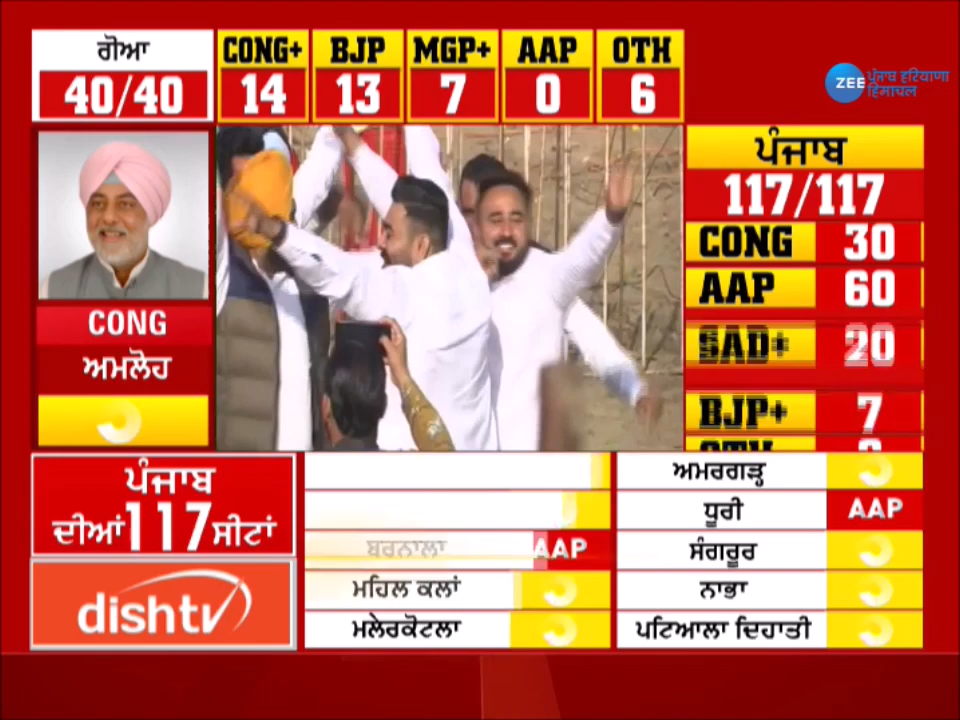 ਗੋਆ
40/40
CONG+ BJP MGP+ AAP OTH
14 13 7 0 6
ZEE ਪੰਜਾਬ ਹਰਿਆਣਾ
ਹਿਮਾਚਲ
ਪੰਜਾਬ
117/117
CONG 30
AAP 60
SAD+ 20
BJP+ 7
OTH
CONG
ਅਮਲੋਹ
ਪੰਜਾਬ
ਦੀਆਂ 117 ਸੀਟਾਂ
dishtv
ਬਰਨਾਲਾ AAP
ਮਹਿਲ ਕਲਾਂ
ਮਲੇਰਕੋਟਲਾ
ਅਮਰਗੜ੍ਹ
ਧੂਰੀ AAP
ਸੰਗਰੂਰ
ਨਾਭਾ
ਪਟਿਆਲਾ ਦਿਹਾਤੀ